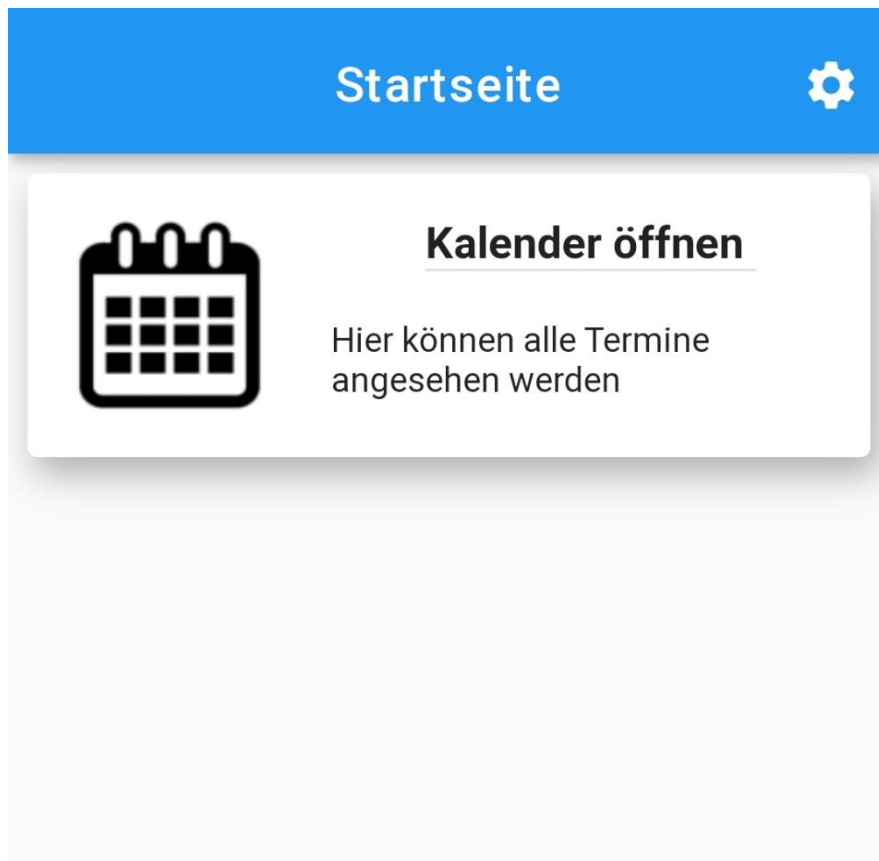 Startseite
Kalender öffnen
Hier können alle Termine
angesehen werden